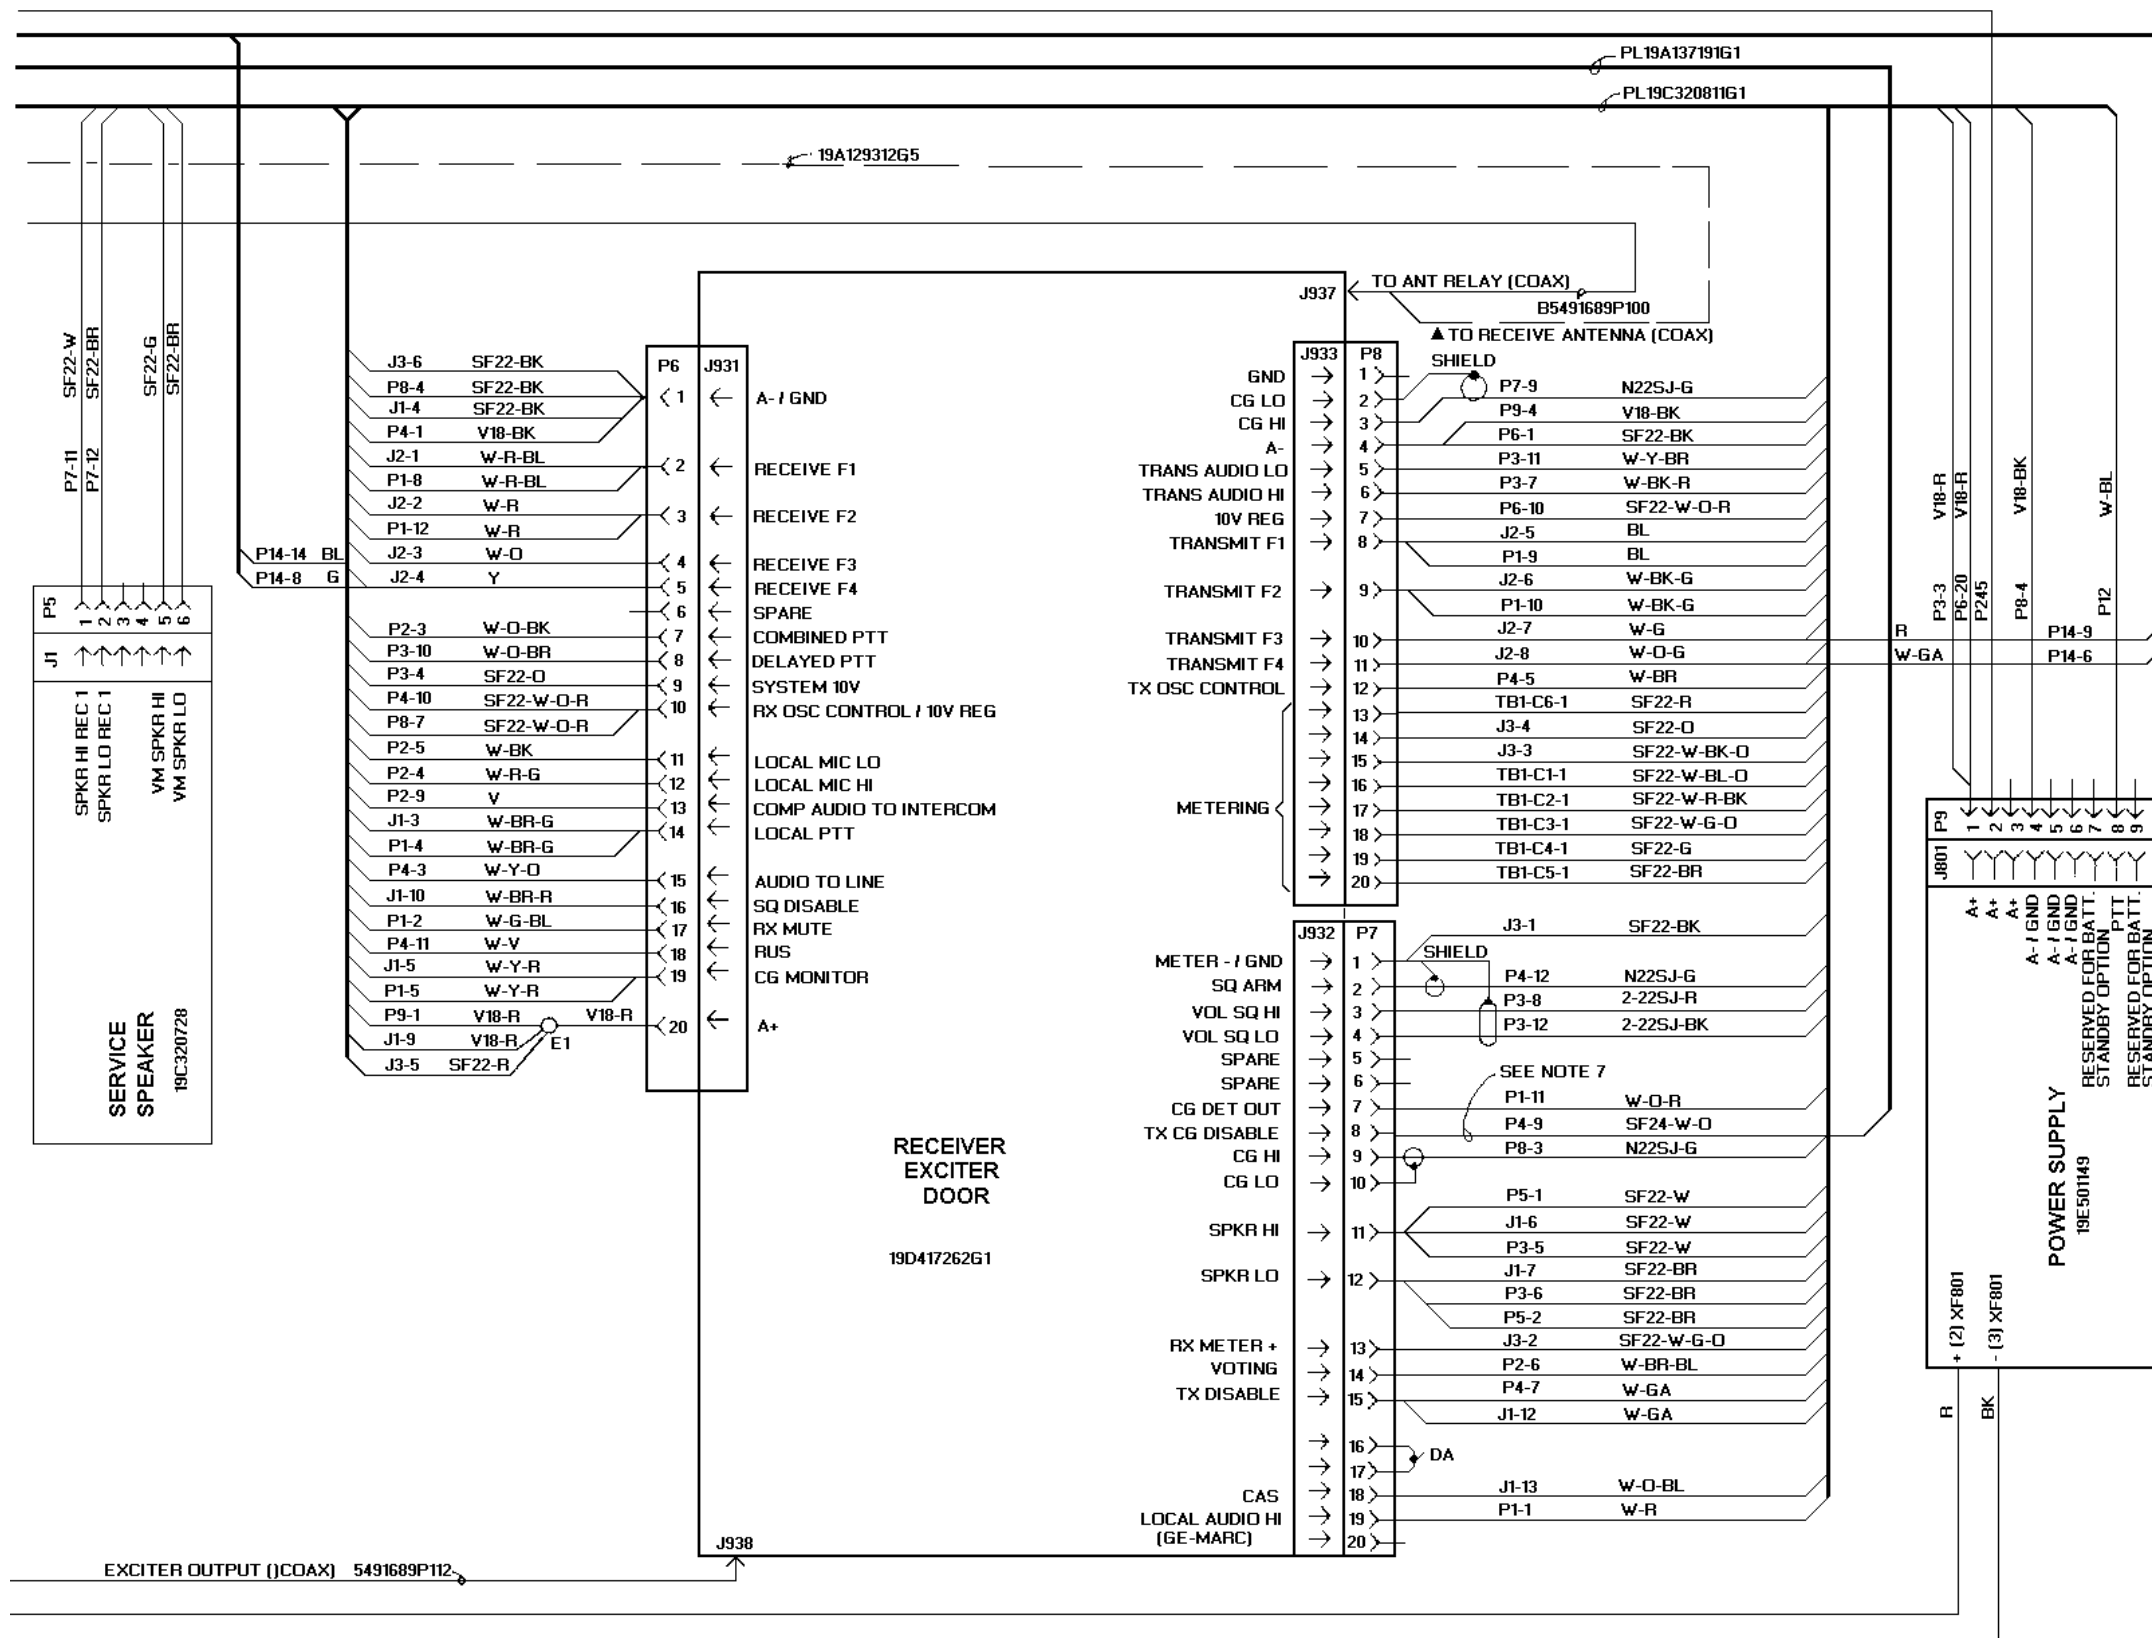 PL19A137191G1
PL19C320811G1
19A129312G5
J937
TO ANT RELAY (COAX)
B5491689P100
▲ TO RECEIVE ANTENNA (COAX)
SF22-W
SF22-BR
SF22-G
SF22-BR
P7-11
P7-12
P5
1
2
3
4
5
6
J1
SPKR HI REC 1
SPKR LO REC 1
VM SPKR HI
VM SPKR LO
SERVICE
SPEAKER
19C320728
P14-14 BL
P14-8 G
P6 J931
J3-6 SF22-BK
P8-4 SF22-BK
1 A- / GND
J1-4 SF22-BK
P4-1 V18-BK
J2-1 W-R-BL
2 RECEIVE F1
P1-8 W-R-BL
J2-2 W-R
3 RECEIVE F2
P1-12 W-R
J2-3 W-O
4 RECEIVE F3
J2-4 Y
5 RECEIVE F4
6 SPARE
P2-3 W-O-BK
7 COMBINED PTT
P3-10 W-O-BR
8 DELAYED PTT
P3-4 SF22-O
9 SYSTEM 10V
P4-10 SF22-W-O-R
10 RX OSC CONTROL / 10V REG
P8-7 SF22-W-O-R
P2-5 W-BK
11 LOCAL MIC LO
P2-4 W-R-G
12 LOCAL MIC HI
P2-9 V
13 COMP AUDIO TO INTERCOM
J1-3 W-BR-G
14 LOCAL PTT
P1-4 W-BR-G
P4-3 W-Y-O
15 AUDIO TO LINE
J1-10 W-BR-R
16 SQ DISABLE
P1-2 W-G-BL
17 RX MUTE
P4-11 W-V
18 RUS
J1-5 W-Y-R
19 CG MONITOR
P1-5 W-Y-R
P9-1 V18-R V18-R
20 A+
J1-9 V18-R E1
J3-5 SF22-R
RECEIVER
EXCITER
DOOR
19D417262G1
J938
EXCITER OUTPUT ()COAX) 5491689P112
J933 P8
SHIELD
GND 1
CG LO 2 P7-9 N22SJ-G
CG HI 3 P9-4 V18-BK
A- 4 P6-1 SF22-BK
TRANS AUDIO LO 5 P3-11 W-Y-BR
TRANS AUDIO HI 6 P3-7 W-BK-R
10V REG 7 P6-10 SF22-W-O-R
TRANSMIT F1 8 J2-5 BL
P1-9 BL
TRANSMIT F2 9 J2-6 W-BK-G
P1-10 W-BK-G
TRANSMIT F3 10 J2-7 W-G
TRANSMIT F4 11 J2-8 W-O-G
TX OSC CONTROL 12 P4-5 W-BR
13 TB1-C6-1 SF22-R
14 J3-4 SF22-O
15 J3-3 SF22-W-BK-O
16 TB1-C1-1 SF22-W-BL-O
METERING 17 TB1-C2-1 SF22-W-R-BK
18 TB1-C3-1 SF22-W-G-O
19 TB1-C4-1 SF22-G
20 TB1-C5-1 SF22-BR
J932 P7
J3-1 SF22-BK
SHIELD
METER - / GND 1
SQ ARM 2 P4-12 N22SJ-G
VOL SQ HI 3 P3-8 2-22SJ-R
VOL SQ LO 4 P3-12 2-22SJ-BK
SPARE 5
SPARE 6
SEE NOTE 7
CG DET OUT 7 P1-11 W-O-R
TX CG DISABLE 8 P4-9 SF24-W-O
CG HI 9 P8-3 N22SJ-G
CG LO 10
P5-1 SF22-W
SPKR HI 11 J1-6 SF22-W
P3-5 SF22-W
SPKR LO 12 J1-7 SF22-BR
P3-6 SF22-BR
P5-2 SF22-BR
RX METER + 13 J3-2 SF22-W-G-O
VOTING 14 P2-6 W-BR-BL
TX DISABLE 15 P4-7 W-GA
J1-12 W-GA
16
DA
17
CAS 18 J1-13 W-O-BL
LOCAL AUDIO HI 19 P1-1 W-R
(GE-MARC) 20
V18-R
V18-R
V18-BK
W-BL
P3-3
P6-20
P245
P8-4
P12
R P14-9
W-GA P14-6
P9
1
2
3
4
5
6
7
8
9
J801
A+
A+
A+
A- / GND
A- / GND
A- / GND
RESERVED FOR BATT.
STANDBY OPTION
PTT
RESERVED FOR BATT.
STANDBY OPTION
POWER SUPPLY
19E501149
+ (2) XF801
- (3) XF801
R
BK